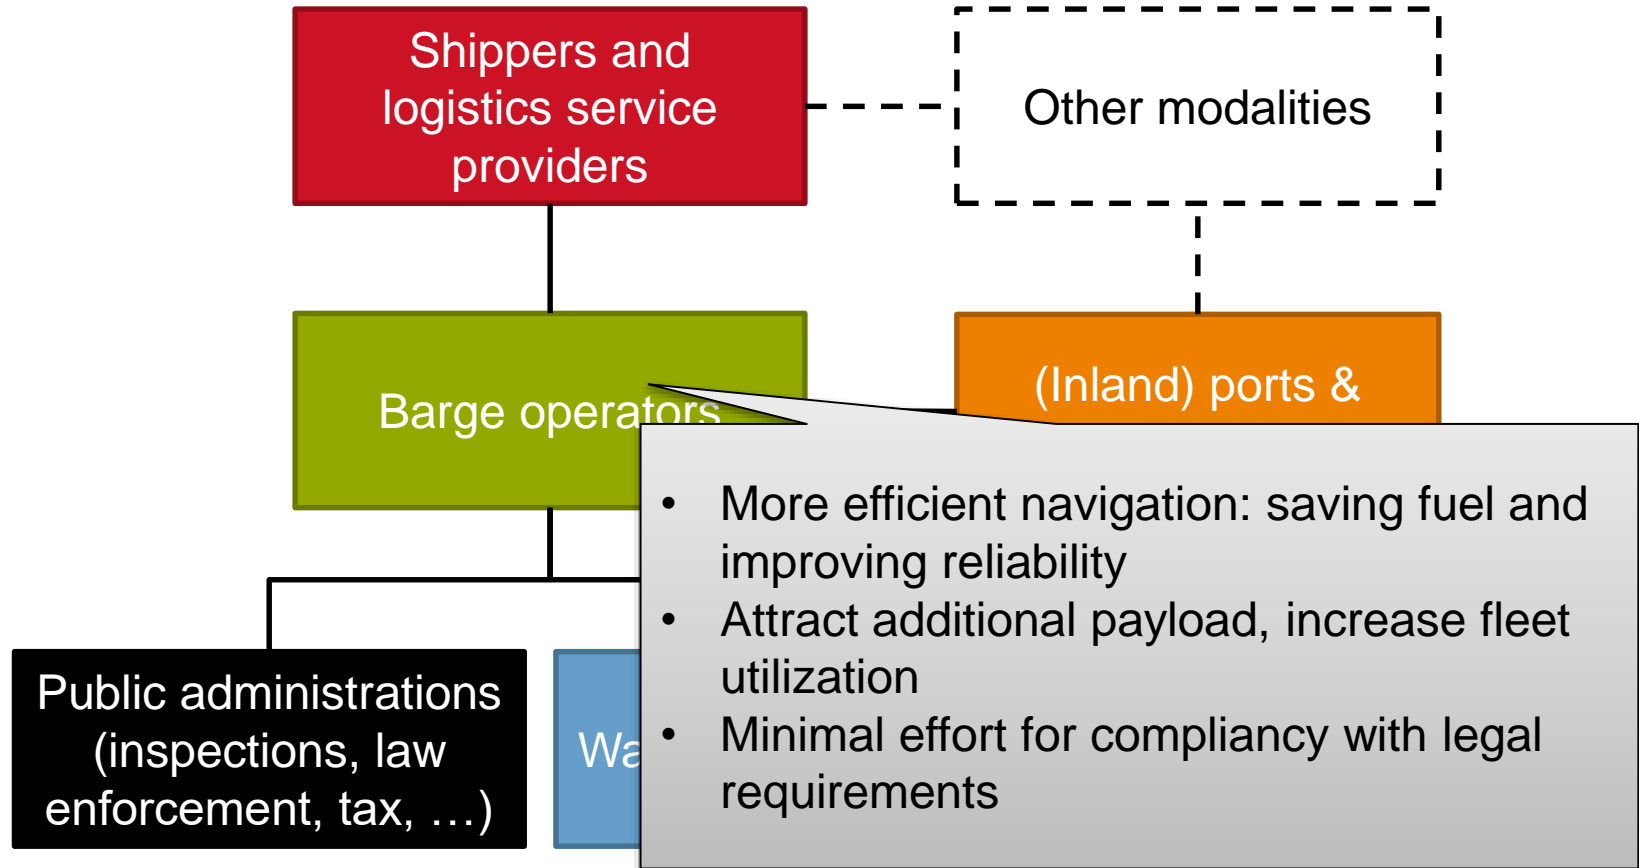 Shippers and
logistics service
providers
Other modalities
Barge operators
(Inland) ports &
• More efficient navigation: saving fuel and
improving reliability
• Attract additional payload, increase fleet
utilization
• Minimal effort for compliancy with legal
requirements
Public administrations
(inspections, law
enforcement, tax, …)